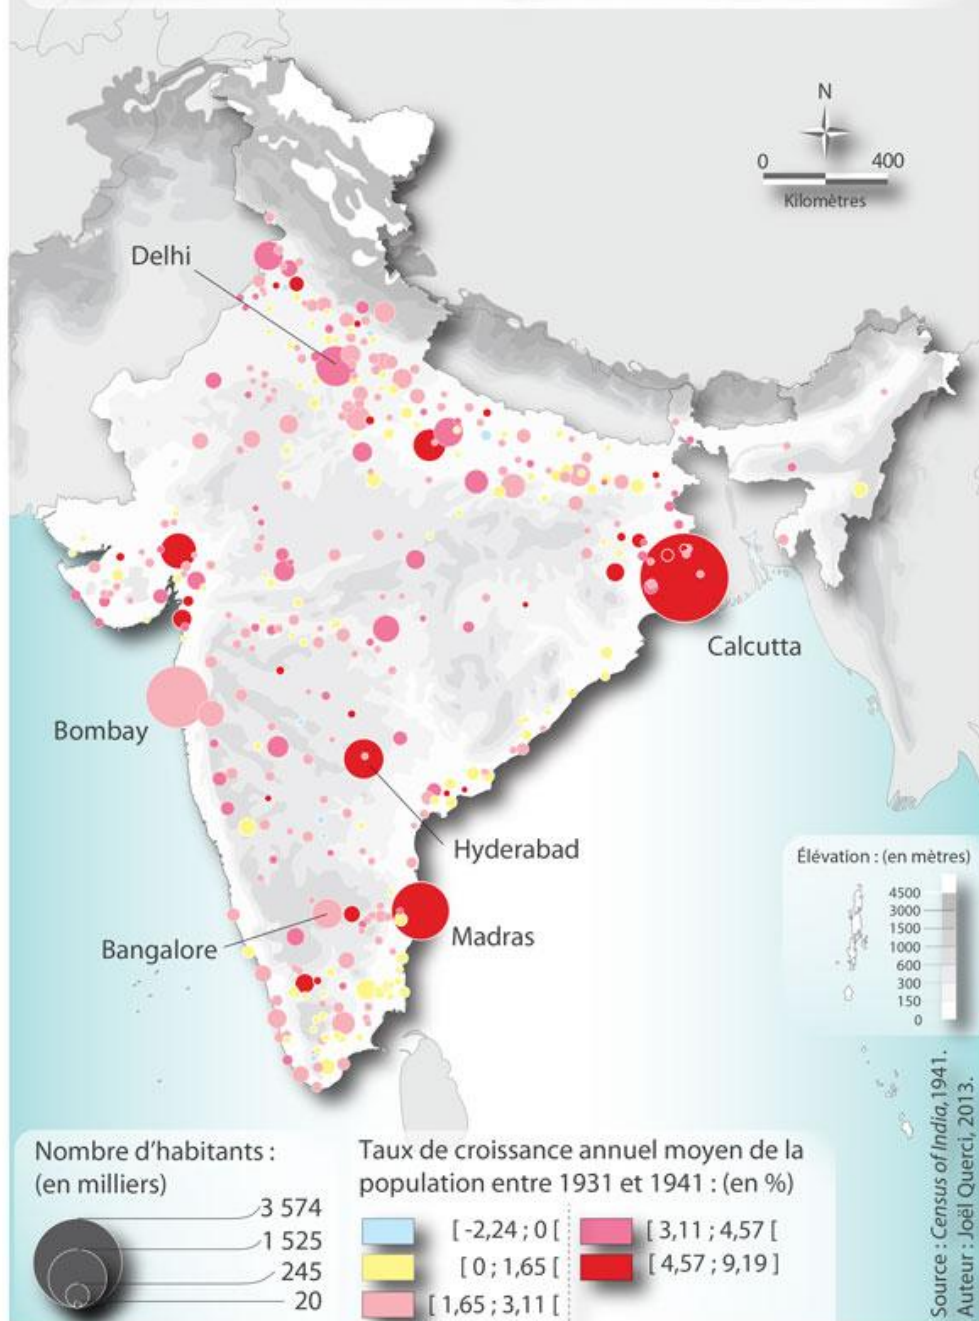 N
0 400
Kilomètres
Delhi
Calcutta
Bombay
Hyderabad
Madras
Bangalore
Élévation : (en mètres)
4500
3000
1500
1000
600
300
150
0
Nombre d'habitants :
(en milliers)
3 574
1 525
245
20
Taux de croissance annuel moyen de la
population entre 1931 et 1941 : (en %)
[ -2,24 ; 0 [
[ 0 ; 1,65 [
[ 1,65 ; 3,11 [
[ 3,11 ; 4,57 [
[ 4,57 ; 9,19 ]
Source : Census of India,1941.
Auteur : Joël Querci, 2013.